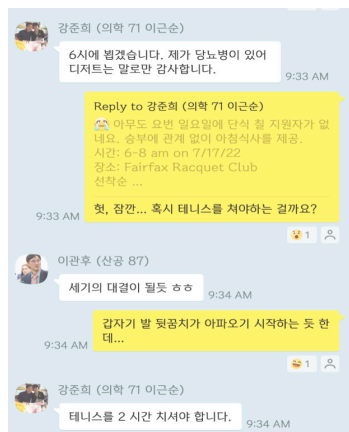 강준희 (의학 71 이근순)
6시에 뵙겠습니다. 제가 당뇨병이 있어
디저트는 말로만 감사합니다.
9:33 AM
Reply to 강준희 (의학 71 이근순)
😭 아무도 요번 일요일에 단식 칠 지원자가 없
네요. 승부에 관계 없이 아침식사를 제공.
시간: 6-8 am on 7/17/22
장소: Fairfax Racquet Club
선착순 ...
헛, 잠깐... 혹시 테니스를 쳐야하는 걸까요?
9:33 AM
1
이관후 (산공 87)
세기의 대결이 될듯 ㅎㅎ
9:34 AM
갑자기 발 뒷꿈치가 아파오기 시작하는 듯 한
데...
9:34 AM
1
강준희 (의학 71 이근순)
테니스를 2 시간 치셔야 합니다.
9:34 AM